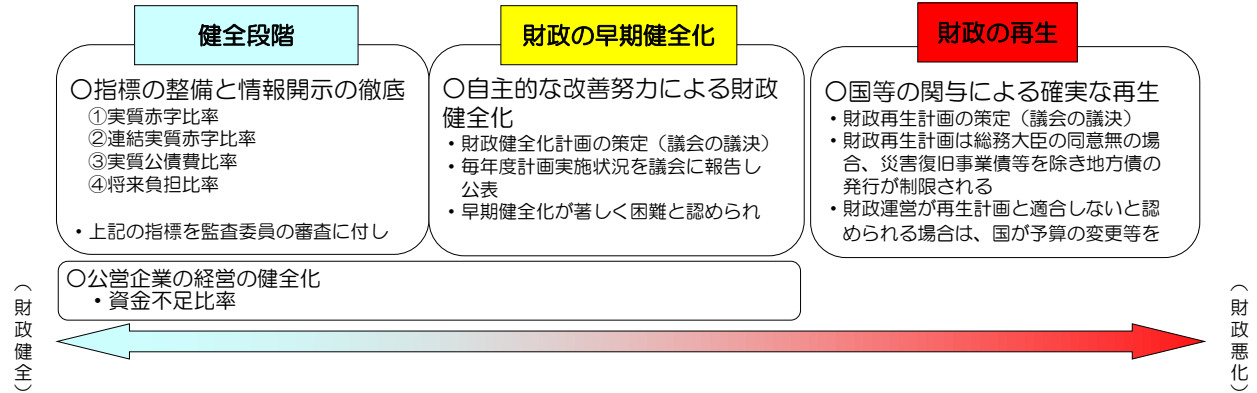 健全段階
〇指標の整備と情報開示の徹底
①実質赤字比率
②連結実質赤字比率
③実質公債費比率
④将来負担比率
・上記の指標を監査委員の審査に付し
財政の早期健全化
〇自主的な改善努力による財政
健全化
・財政健全化計画の策定（議会の議決）
・毎年度計画実施状況を議会に報告し
公表
・早期健全化が著しく困難と認められ
財政の再生
〇国等の関与による確実な再生
・財政再生計画の策定（議会の議決）
・財政再生計画は総務大臣の同意無の場
合、災害復旧事業債等を除き地方債の
発行が制限される
・財政運営が再生計画と適合しないと認
められる場合は、国が予算の変更等を
〇公営企業の経営の健全化
・資金不足比率
（財政健全）
（財政悪化）